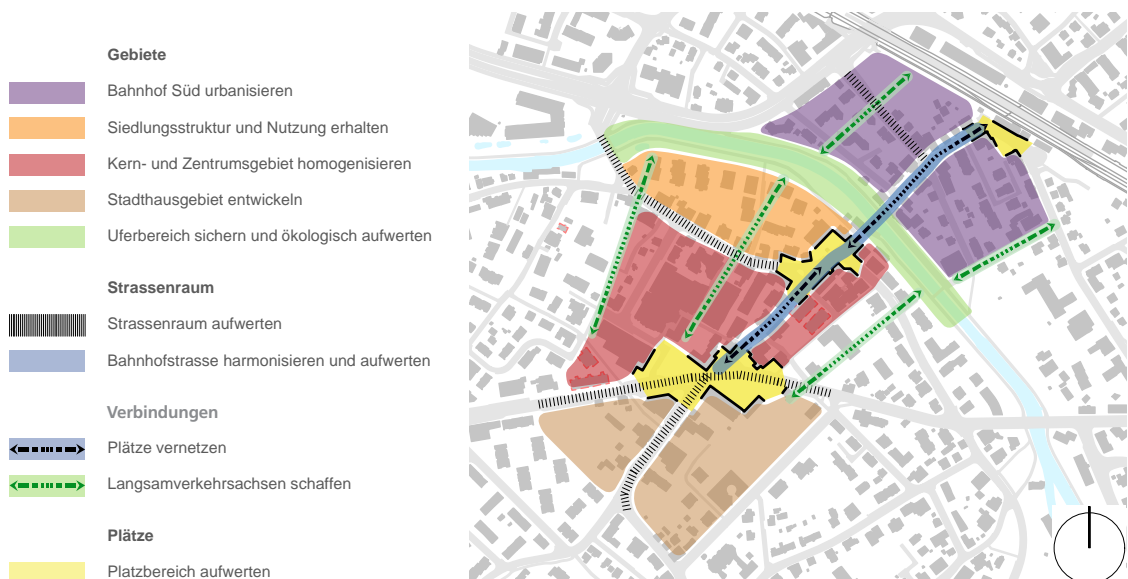 Gebiete
Bahnhof Süd urbanisieren
Siedlungsstruktur und Nutzung erhalten
Kern- und Zentrumsgebiet homogenisieren
Stadthausgebiet entwickeln
Uferbereich sichern und ökologisch aufwerten
Strassenraum
Strassenraum aufwerten
Bahnhofstrasse harmonisieren und aufwerten
Verbindungen
Plätze vernetzen
Langsamverkehrsachsen schaffen
Plätze
Platzbereich aufwerten